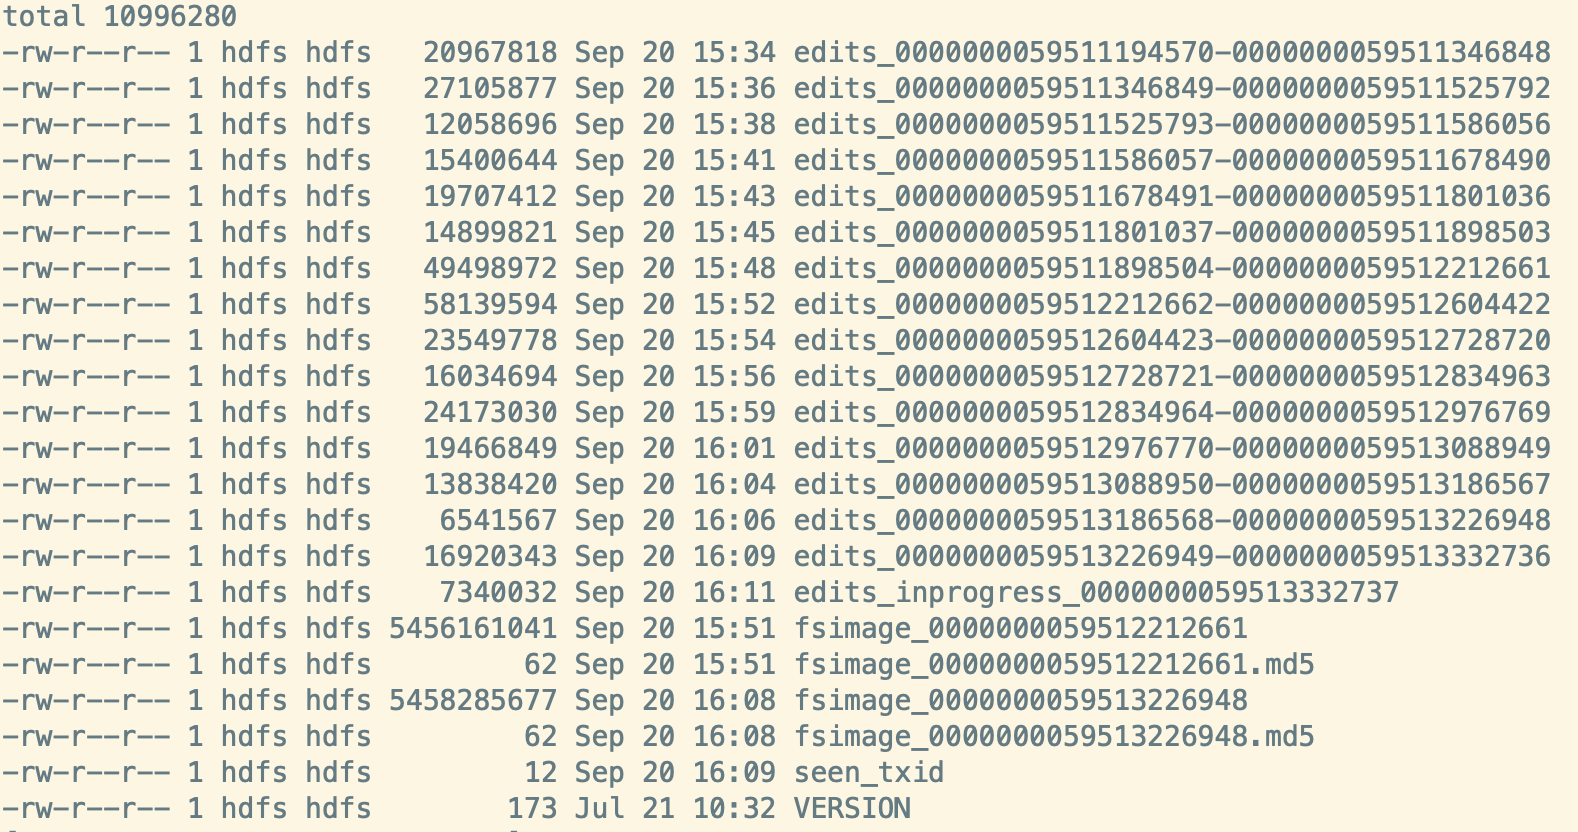 total 10996280
-rw-r--r-- 1 hdfs hdfs   20967818 Sep 20 15:34 edits_0000000059511194570-0000000059511346848
-rw-r--r-- 1 hdfs hdfs   27105877 Sep 20 15:36 edits_0000000059511346849-0000000059511525792
-rw-r--r-- 1 hdfs hdfs   12058696 Sep 20 15:38 edits_0000000059511525793-0000000059511586056
-rw-r--r-- 1 hdfs hdfs   15400644 Sep 20 15:41 edits_0000000059511586057-0000000059511678490
-rw-r--r-- 1 hdfs hdfs   19707412 Sep 20 15:43 edits_0000000059511678491-0000000059511801036
-rw-r--r-- 1 hdfs hdfs   14899821 Sep 20 15:45 edits_0000000059511801037-0000000059511898503
-rw-r--r-- 1 hdfs hdfs   49498972 Sep 20 15:48 edits_0000000059511898504-0000000059512212661
-rw-r--r-- 1 hdfs hdfs   58139594 Sep 20 15:52 edits_0000000059512212662-0000000059512604422
-rw-r--r-- 1 hdfs hdfs   23549778 Sep 20 15:54 edits_0000000059512604423-0000000059512728720
-rw-r--r-- 1 hdfs hdfs   16034694 Sep 20 15:56 edits_0000000059512728721-0000000059512834963
-rw-r--r-- 1 hdfs hdfs   24173030 Sep 20 15:59 edits_0000000059512834964-0000000059512976769
-rw-r--r-- 1 hdfs hdfs   19466849 Sep 20 16:01 edits_0000000059512976770-0000000059513088949
-rw-r--r-- 1 hdfs hdfs   13838420 Sep 20 16:04 edits_0000000059513088950-0000000059513186567
-rw-r--r-- 1 hdfs hdfs    6541567 Sep 20 16:06 edits_0000000059513186568-0000000059513226948
-rw-r--r-- 1 hdfs hdfs   16920343 Sep 20 16:09 edits_0000000059513226949-0000000059513332736
-rw-r--r-- 1 hdfs hdfs    7340032 Sep 20 16:11 edits_inprogress_0000000059513332737
-rw-r--r-- 1 hdfs hdfs 5456161041 Sep 20 15:51 fsimage_0000000059512212661
-rw-r--r-- 1 hdfs hdfs         62 Sep 20 15:51 fsimage_0000000059512212661.md5
-rw-r--r-- 1 hdfs hdfs 5458285677 Sep 20 16:08 fsimage_0000000059513226948
-rw-r--r-- 1 hdfs hdfs         62 Sep 20 16:08 fsimage_0000000059513226948.md5
-rw-r--r-- 1 hdfs hdfs         12 Sep 20 16:09 seen_txid
-rw-r--r-- 1 hdfs hdfs        173 Jul 21 10:32 VERSION